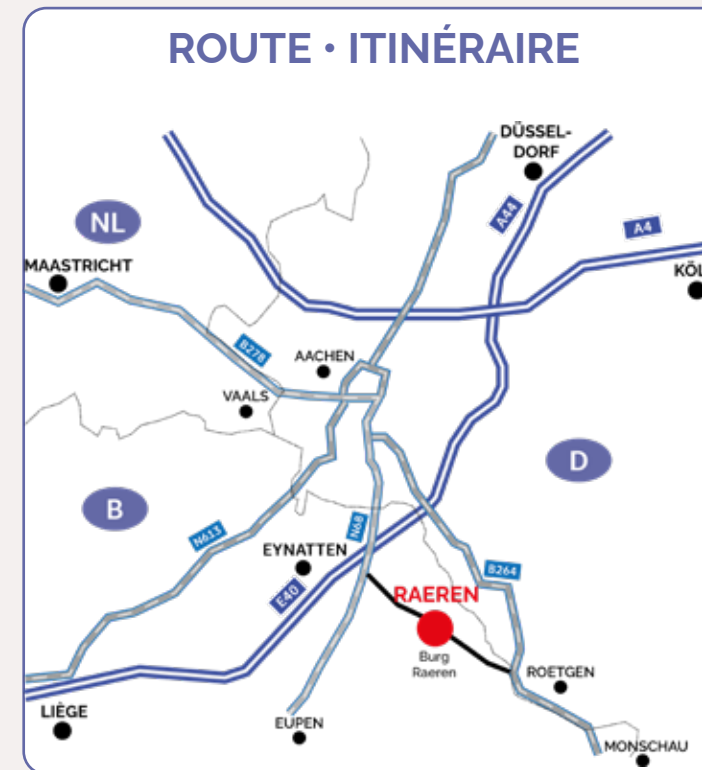 ROUTE • ITINÉRAIRE
DÜSSEL-
DORF
A44
A4
NL
MAASTRICHT
KÖL
B278
AACHEN
VAALS
D
B
N613
N68
EYNATTEN
B264
E40
RAEREN
Burg
Raeren
ROETGEN
LIÈGE
EUPEN
MONSCHAU